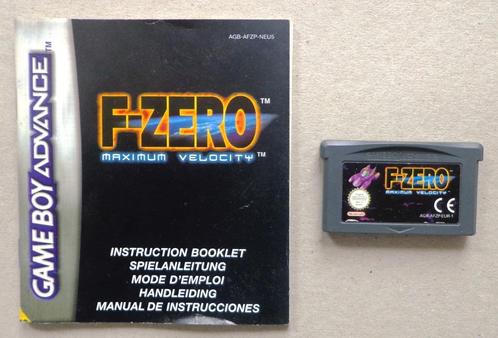 AGB-AFZP-NEU5
GAME BOY ADVANCE™
F-ZERO™
MAXIMUM VELOCITY™
INSTRUCTION BOOKLET
SPIELANLEITUNG
MODE D'EMPLOI
HANDLEIDING
MANUAL DE INSTRUCCIONES
F-ZERO
MAXIMUM VELOCITY
Nintendo
CE
AGB-AFZP-EUR-1